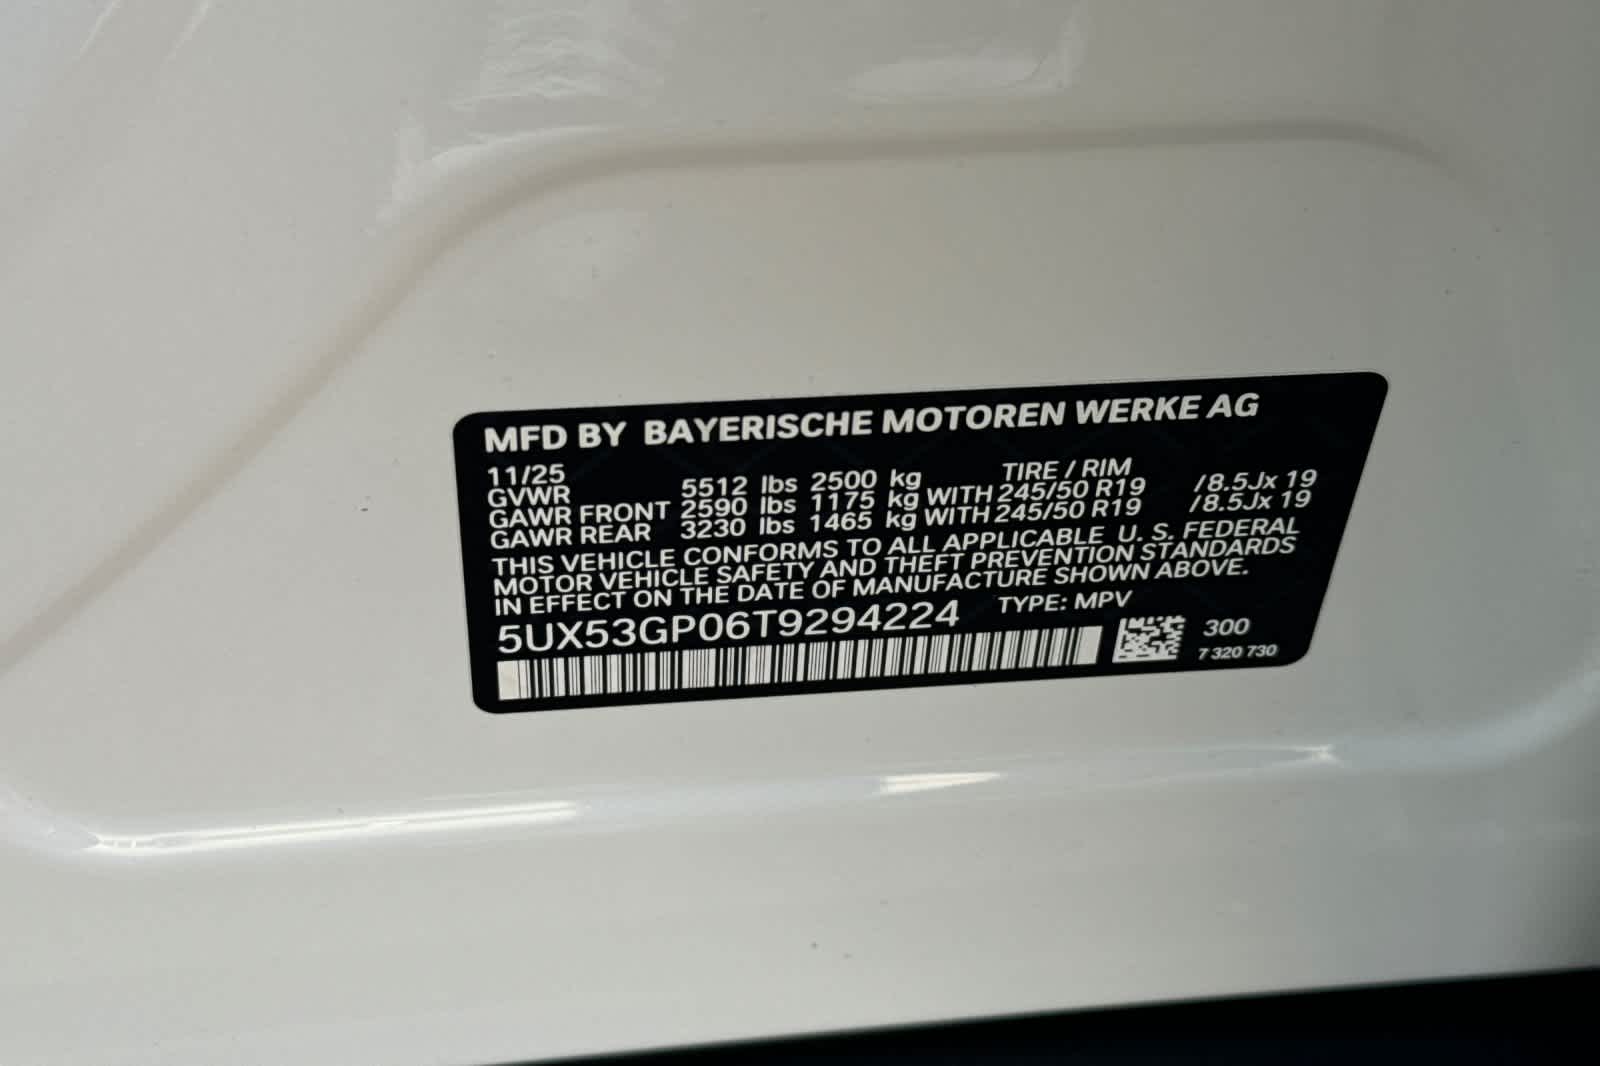 MFD BY BAYERISCHE MOTOREN WERKE AG
11/25 TIRE / RIM
GVWR 5512 lbs 2500 kg
GAWR FRONT 2590 lbs 1175 kg WITH 245/50 R19 /8.5Jx 19
GAWR REAR 3230 lbs 1465 kg WITH 245/50 R19 /8.5Jx 19
THIS VEHICLE CONFORMS TO ALL APPLICABLE U. S. FEDERAL
MOTOR VEHICLE SAFETY AND THEFT PREVENTION STANDARDS
IN EFFECT ON THE DATE OF MANUFACTURE SHOWN ABOVE.
5UX53GP06T9294224 TYPE: MPV
300
7 320 730